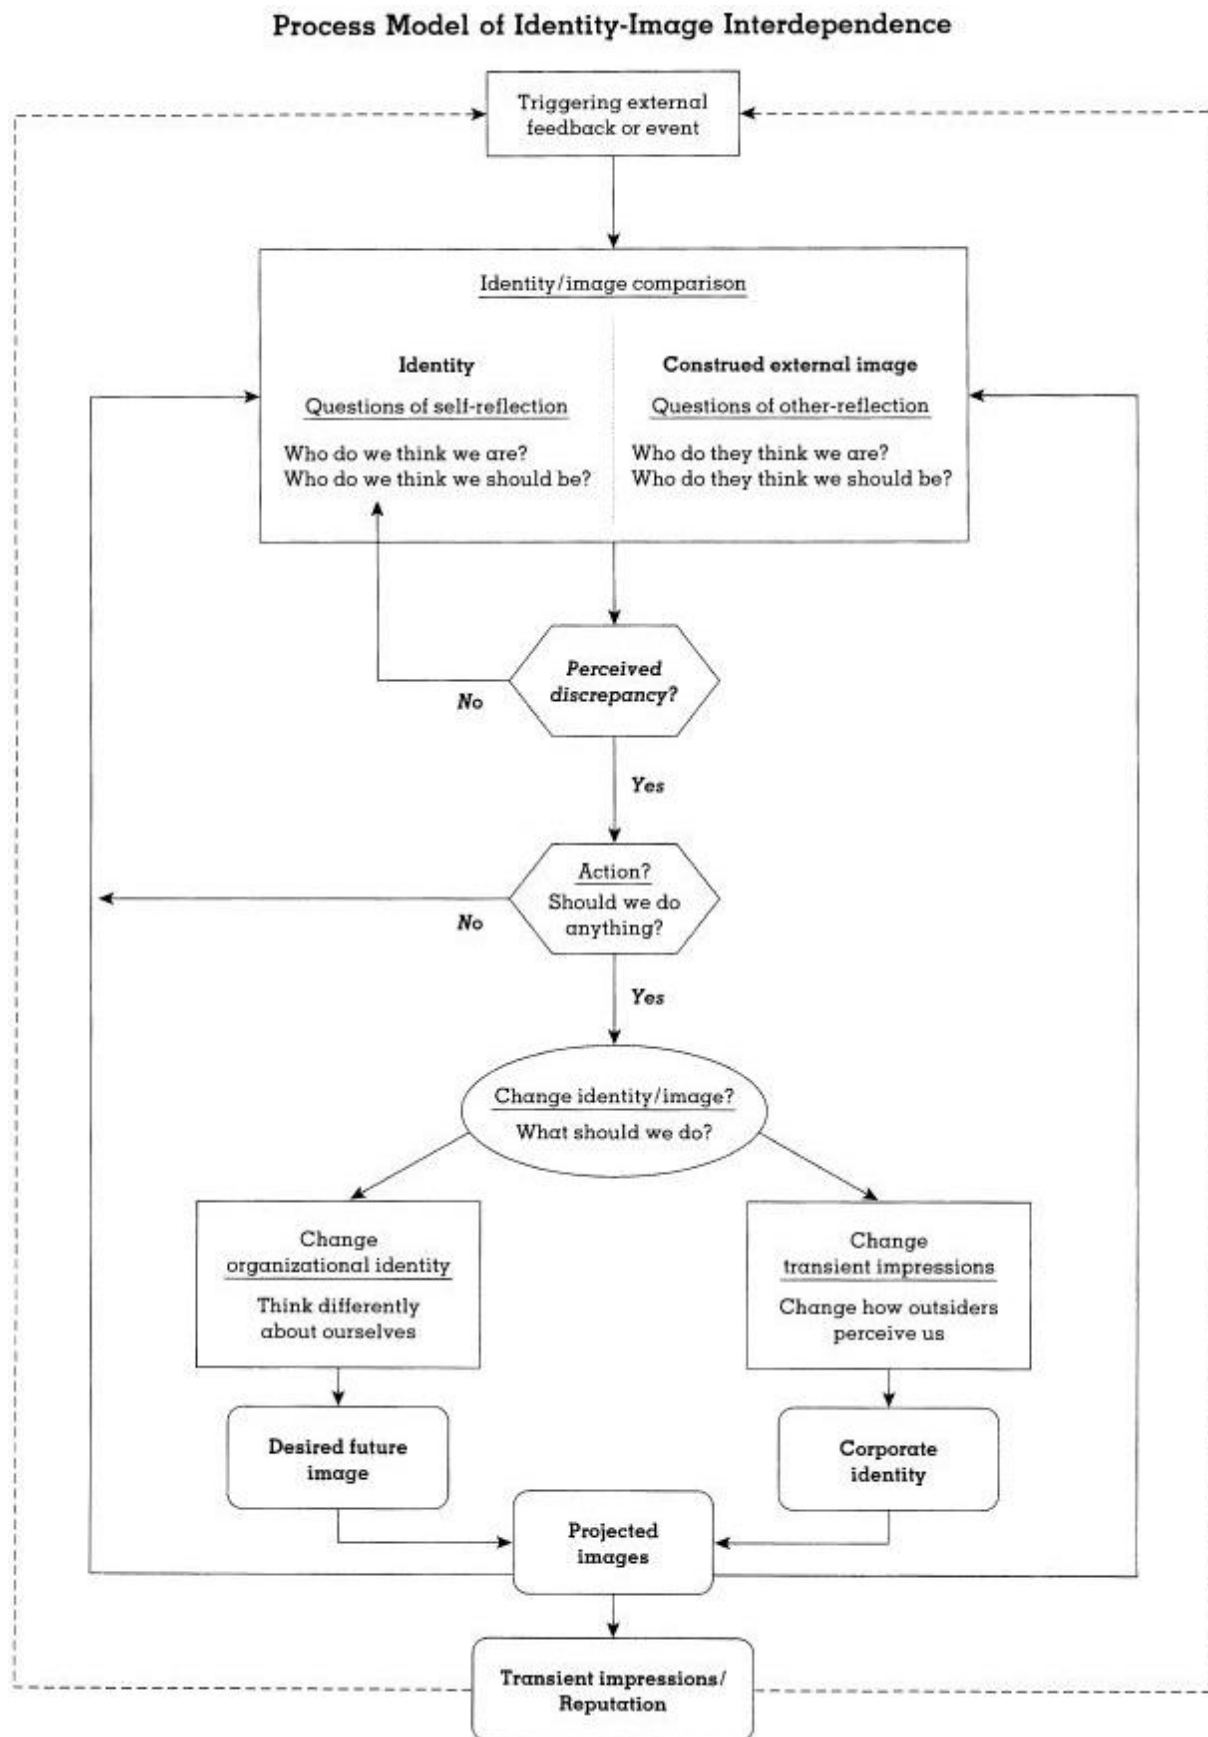 Process Model of Identity-Image Interdependence
Triggering external
feedback or event
Identity/image comparison
Identity
Questions of self-reflection
Who do we think we are?
Who do we think we should be?
Construed external image
Questions of other-reflection
Who do they think we are?
Who do they think we should be?
Perceived
discrepancy?
No
Yes
Action?
Should we do
anything?
No
Yes
Change identity/image?
What should we do?
Change
organizational identity
Think differently
about ourselves
Change
transient impressions
Change how outsiders
perceive us
Desired future
image
Corporate
identity
Projected
images
Transient impressions/
Reputation